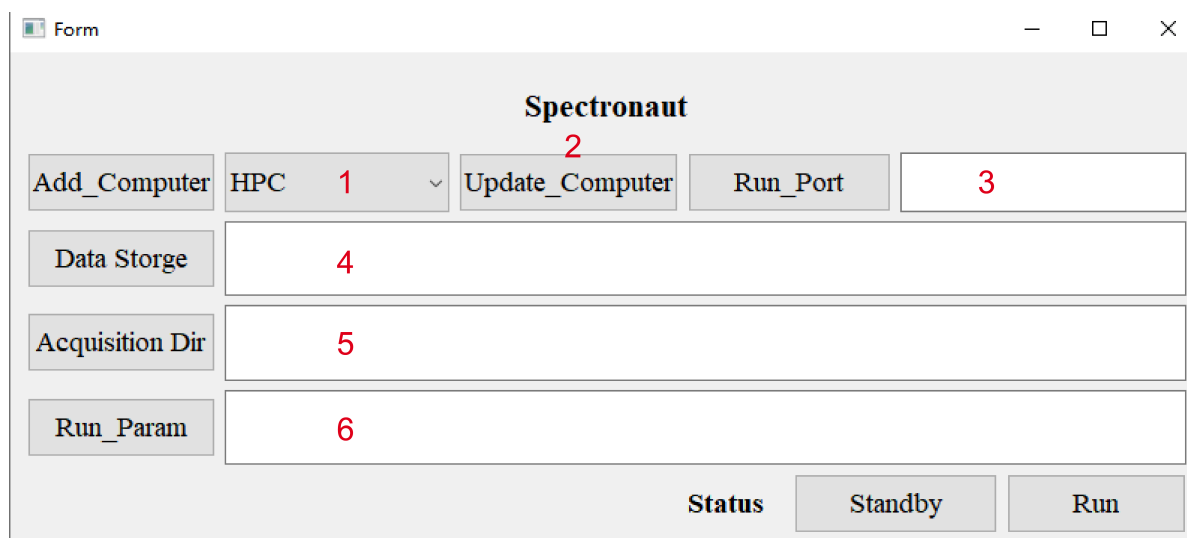 Form
Spectronaut
2
Add_Computer HPC 1 Update_Computer Run_Port 3
Data Storge 4
Acquisition Dir 5
Run_Param 6
Status Standby Run